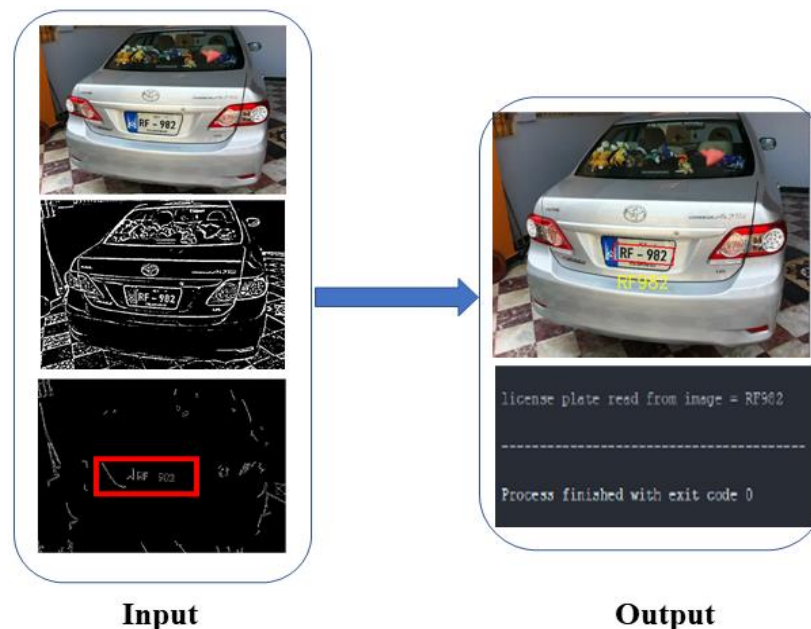 RF - 982
RF - 982
RF 982
Input
RF - 982
RF982
license plate read from image = RF982
----------------------------------------
Process finished with exit code 0
Output